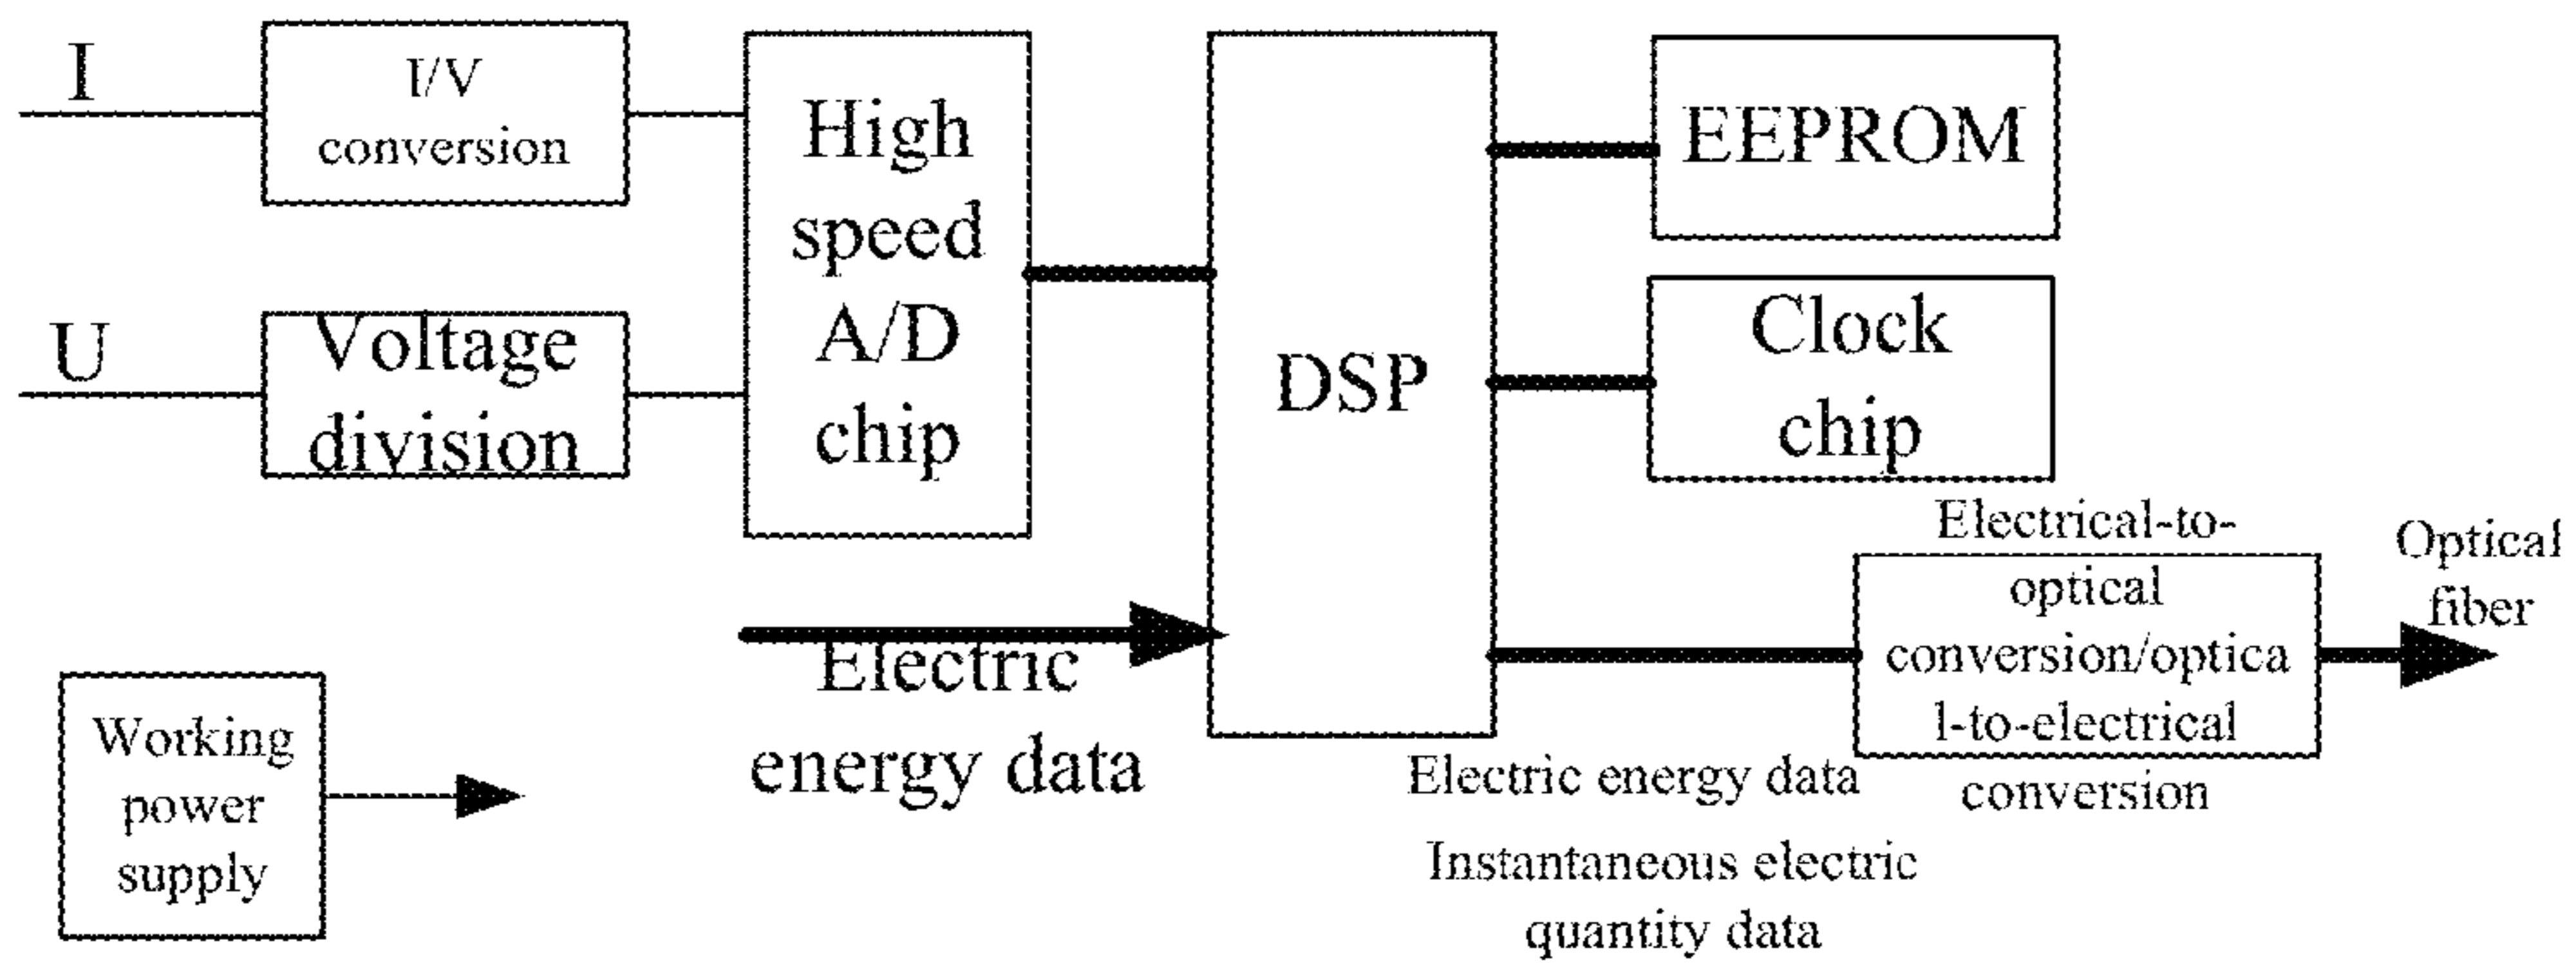 I
I/V
conversion
U
Voltage
division
High
speed
A/D
chip
DSP
EEPROM
Clock
chip
Electrical-to-
optical
conversion/optica
l-to-electrical
conversion
Optical
fiber
Electric
energy data
Working
power
supply
Electric energy data
Instantaneous electric
quantity data